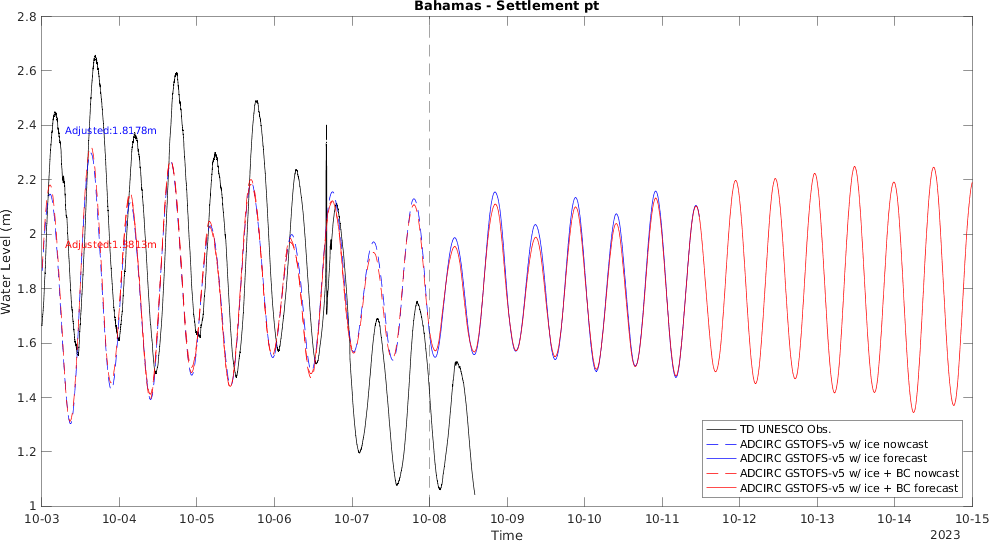 Bahamas - Settlement pt
2.8
2.6
2.4
2.2
2
1.8
1.6
1.4
1.2
1
Water Level (m)
Adjusted:1.8178m
TD UNESCO Obs.
ADCIRC GSTOFS-v5 w/ ice nowcast
ADCIRC GSTOFS-v5 w/ ice forecast
ADCIRC GSTOFS-v5 w/ ice + BC nowcast
ADCIRC GSTOFS-v5 w/ ice + BC forecast
10-03 10-04 10-05 10-06 10-07 10-08 10-09 10-10 10-11 10-12 10-13 10-14 10-15
Time
2023